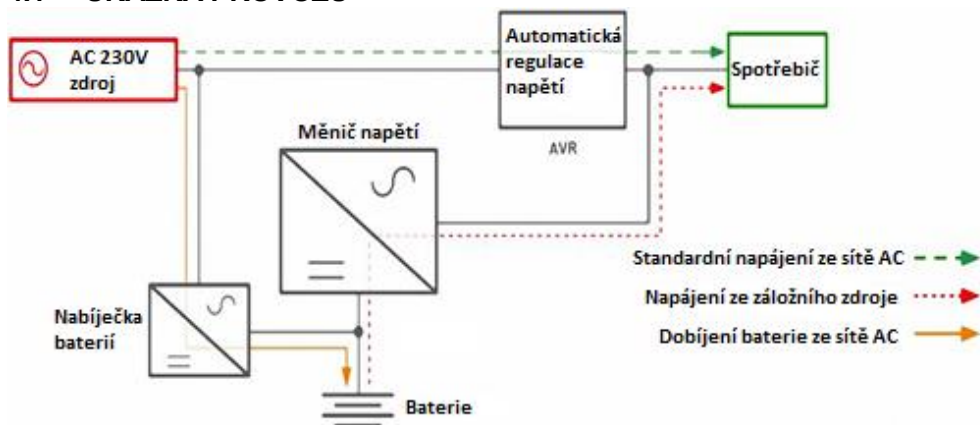 AC 230V
zdroj
Automatická
regulace
napětí
AVR
Spotřebič
Měnič napětí
Standardní napájení ze sítě AC
Napájení ze záložního zdroje
Dobíjení baterie ze sítě AC
Nabíječka
baterií
Baterie